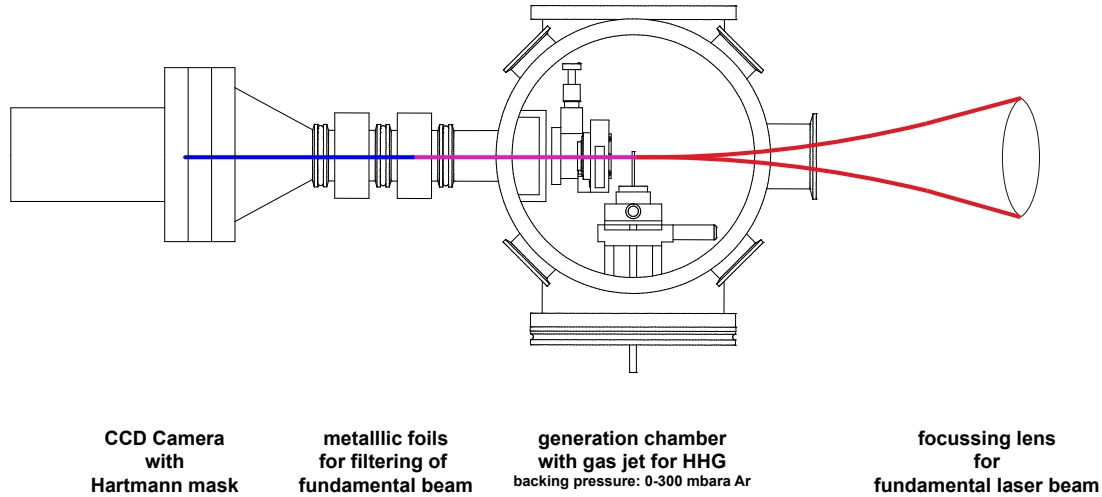 CCD Camera
with
Hartmann mask
metalllic foils
for filtering of
fundamental beam
generation chamber
with gas jet for HHG
backing pressure: 0-300 mbara Ar
focussing lens
for
fundamental laser beam